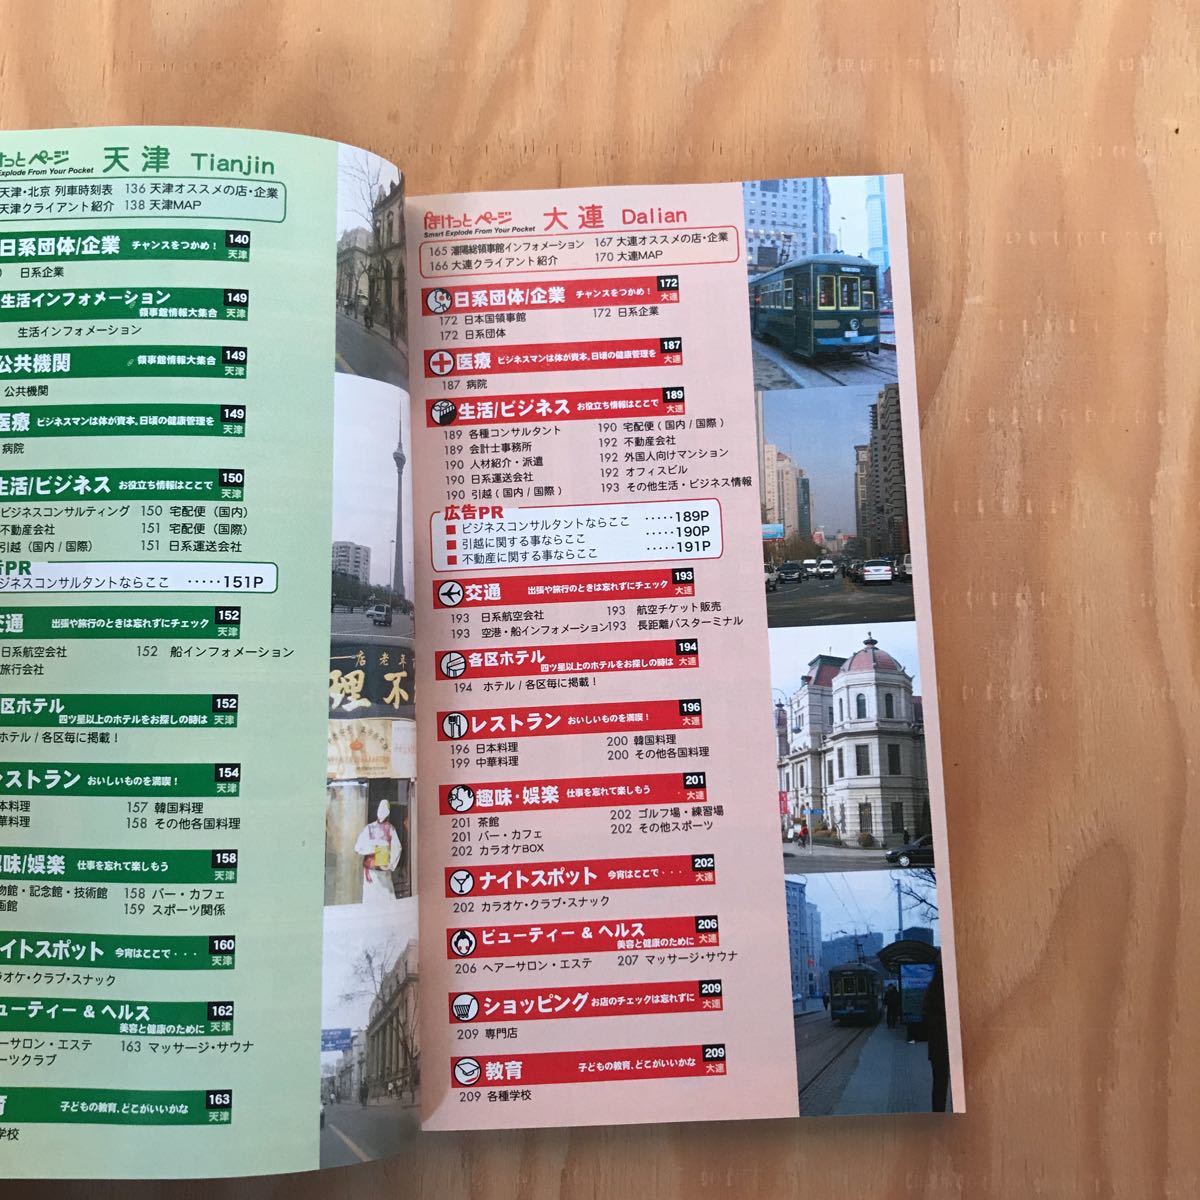 けっとページ 天津 Tianjin
Explode From Your Pocket
天津・北京 列車時刻表 136 天津オススメの店・企業
天津クライアント紹介 138 天津MAP
日系団体/企業 チャンスをつかめ! 140 天津
日系企業
生活インフォメーション 領事館情報大集合 149 天津
生活インフォメーション
公共機関 領事館情報大集合 149 天津
公共機関
医療 ビジネスマンは体が資本。日頃の健康管理を 149 天津
病院
生活/ビジネス お役立ち情報はここで 150 天津
ビジネスコンサルティング 150 宅配便(国内)
不動産会社 151 宅配便(国際)
引越(国内/国際) 151 日系運送会社
告PR
ジネスコンサルタントならここ ・・・・・151P
交通 出張や旅行のときは忘れずにチェック 152 天津
日系航空会社 152 船インフォメーション
旅行会社
区ホテル 四ツ星以上のホテルをお探しの時は 152 天津
ホテル/各区毎に掲載!
レストラン おいしいものを満喫! 154 天津
本料理 157 韓国料理
華料理 158 その他各国料理
趣味/娯楽 仕事を忘れて楽しもう 158 天津
物館・記念館・技術館 158 バー・カフェ
画館 159 スポーツ関係
イトスポット 今宵はここで・・・ 160 天津
ラオケ・クラブ・スナック
ューティー&ヘルス 美容と健康のために 162 天津
アーサロン・エステ 163 マッサージ・サウナ
ーツクラブ
育 子どもの教育、どこがいいかな 163 天津
学校
ぽけっとページ 大連 Dalian
Smart Explode From Your Pocket
165 瀋陽総領事館インフォメーション 167 大連オススメの店・企業
166 大連クライアント紹介 170 大連MAP
日系団体/企業 チャンスをつかめ! 172 大連
172 日本国領事館 172 日系企業
172 日系団体
医療 ビジネスマンは体が資本。日頃の健康管理を 187 大連
187 病院
生活/ビジネス お役立ち情報はここで 189 大連
189 各種コンサルタント 190 宅配便(国内/国際)
189 会計士事務所 192 不動産会社
190 人材紹介・派遣 192 外国人向けマンション
190 日系運送会社 192 オフィスビル
190 引越(国内/国際) 193 その他生活・ビジネス情報
広告PR
■ ビジネスコンサルタントならここ ・・・・・189P
■ 引越に関する事ならここ ・・・・・190P
■ 不動産に関する事ならここ ・・・・・191P
交通 出張や旅行のときは忘れずにチェック 193 大連
193 日系航空会社 193 航空チケット販売
193 空港・船インフォメーション 193 長距離バスターミナル
各区ホテル 四ツ星以上のホテルをお探しの時は 194 大連
194 ホテル/各区毎に掲載!
レストラン おいしいものを満喫! 196 大連
196 日本料理 200 韓国料理
199 中華料理 200 その他各国料理
趣味・娯楽 仕事を忘れて楽しもう 201 大連
201 茶館 202 ゴルフ場・練習場
201 バー・カフェ 202 その他スポーツ
202 カラオケBOX
ナイトスポット 今宵はここで・・・ 202 大連
202 カラオケ・クラブ・スナック
ビューティー&ヘルス 美容と健康のために 206 大連
206 ヘアーサロン・エステ 207 マッサージ・サウナ
ショッピング お店のチェックは忘れずに 209 大連
209 専門店
教育 子どもの教育、どこがいいかな 209 大連
209 各種学校
店老年
理不